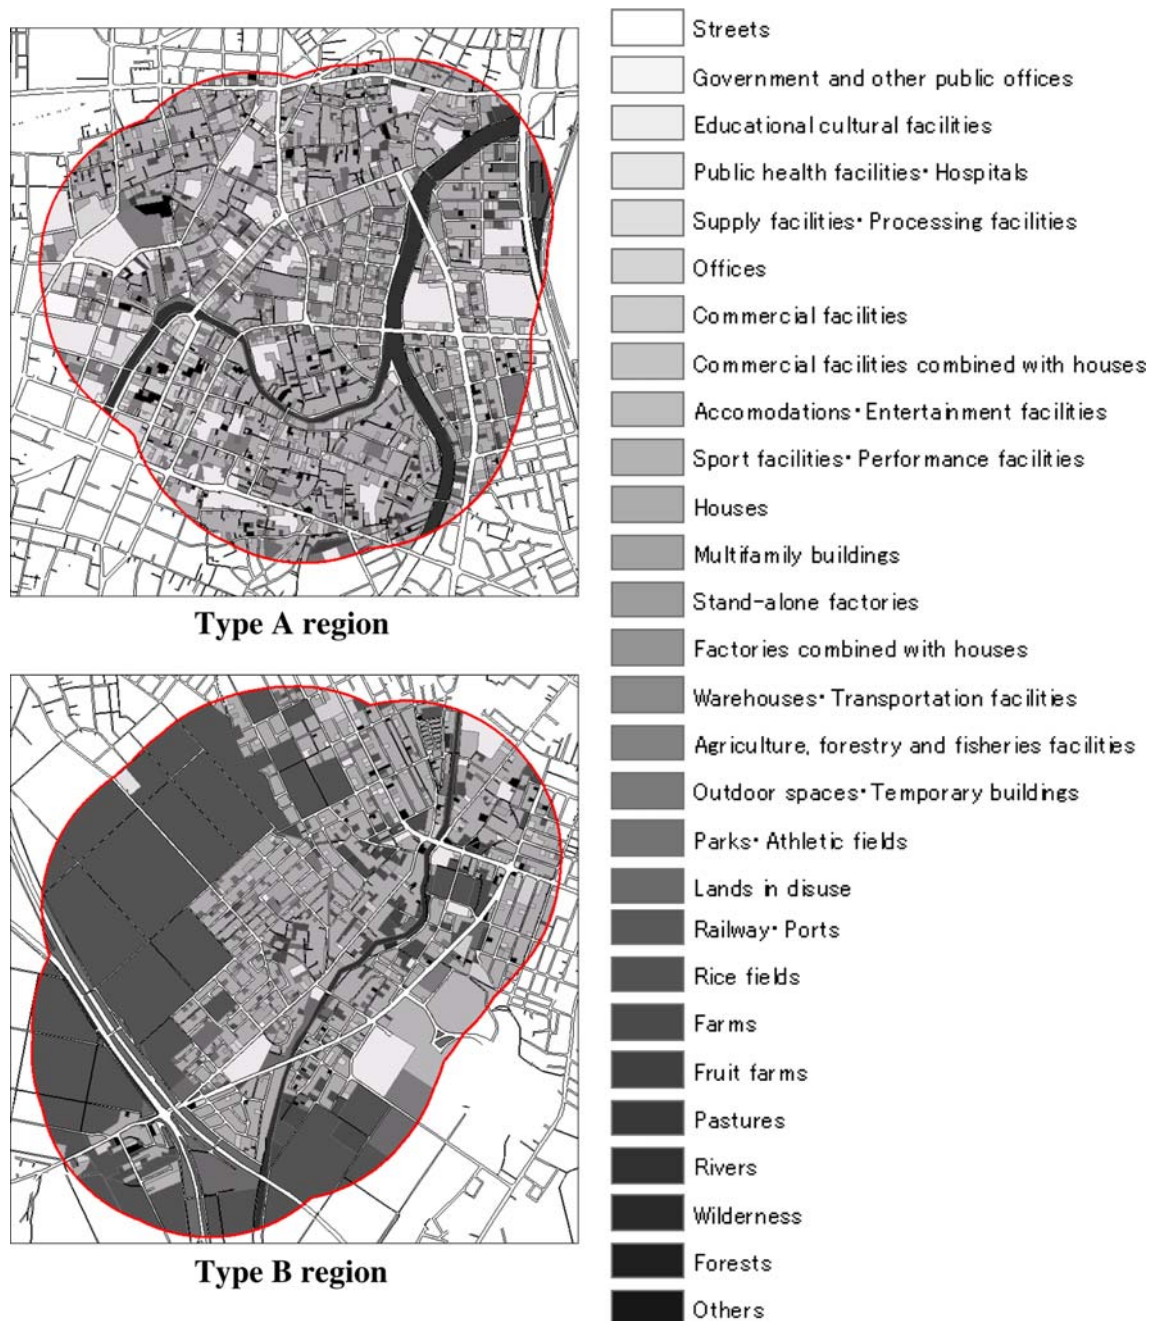 Type A region
Type B region
Streets
Government and other public offices
Educational cultural facilities
Public health facilities・Hospitals
Supply facilities・Processing facilities
Offices
Commercial facilities
Commercial facilities combined with houses
Accomodations・Entertainment facilities
Sport facilities・Performance facilities
Houses
Multifamily buildings
Stand-alone factories
Factories combined with houses
Warehouses・Transportation facilities
Agriculture, forestry and fisheries facilities
Outdoor spaces・Temporary buildings
Parks・Athletic fields
Lands in disuse
Railway・Ports
Rice fields
Farms
Fruit farms
Pastures
Rivers
Wilderness
Forests
Others